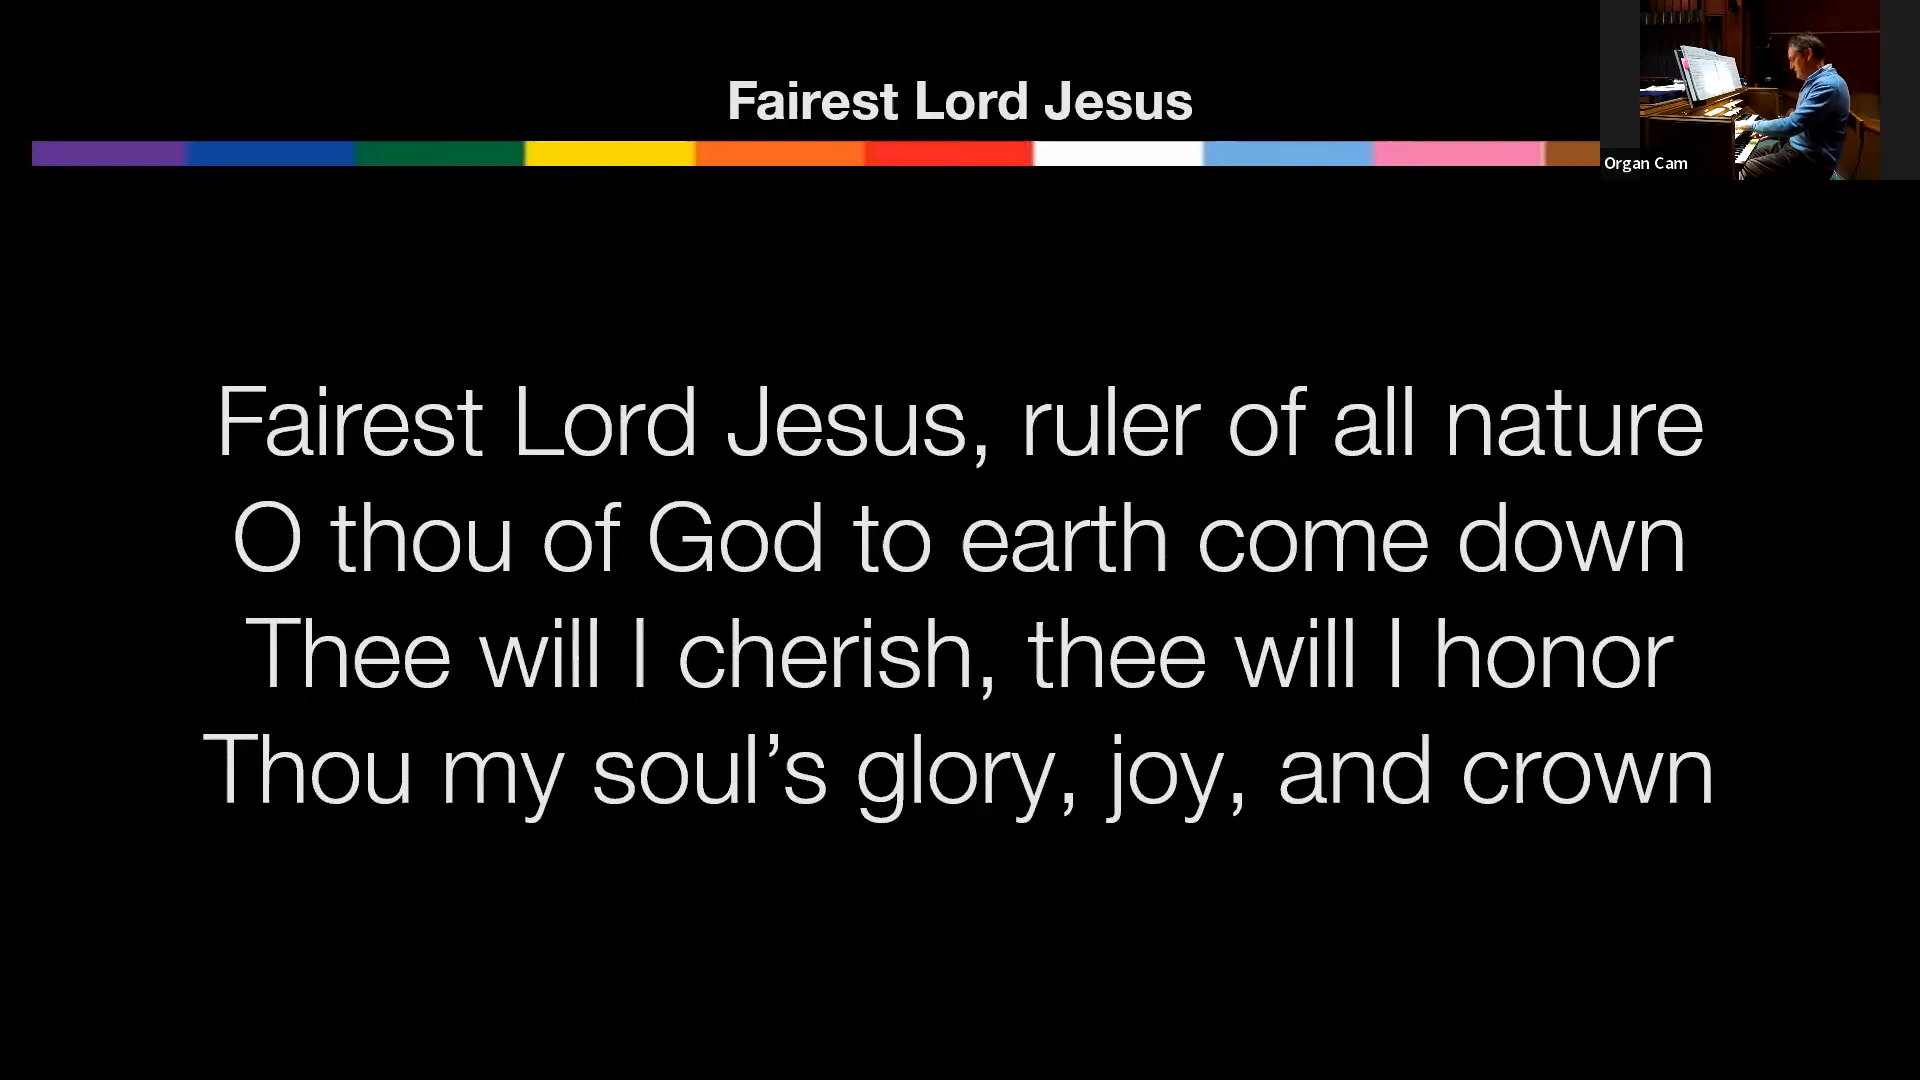 Fairest Lord Jesus
Organ Cam
Fairest Lord Jesus, ruler of all nature
O thou of God to earth come down
Thee will I cherish, thee will I honor
Thou my soul’s glory, joy, and crown